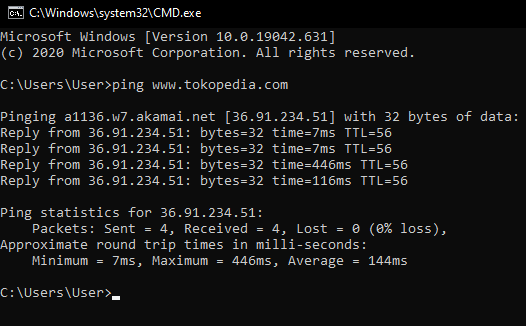 C:\Windows\system32\CMD.exe
Microsoft Windows [Version 10.0.19042.631]
(c) 2020 Microsoft Corporation. All rights reserved.
C:\Users\User>ping www.tokopedia.com
Pinging a1136.w7.akamai.net [36.91.234.51] with 32 bytes of data:
Reply from 36.91.234.51: bytes=32 time=7ms TTL=56
Reply from 36.91.234.51: bytes=32 time=7ms TTL=56
Reply from 36.91.234.51: bytes=32 time=446ms TTL=56
Reply from 36.91.234.51: bytes=32 time=116ms TTL=56
Ping statistics for 36.91.234.51:
    Packets: Sent = 4, Received = 4, Lost = 0 (0% loss),
Approximate round trip times in milli-seconds:
    Minimum = 7ms, Maximum = 446ms, Average = 144ms
C:\Users\User>